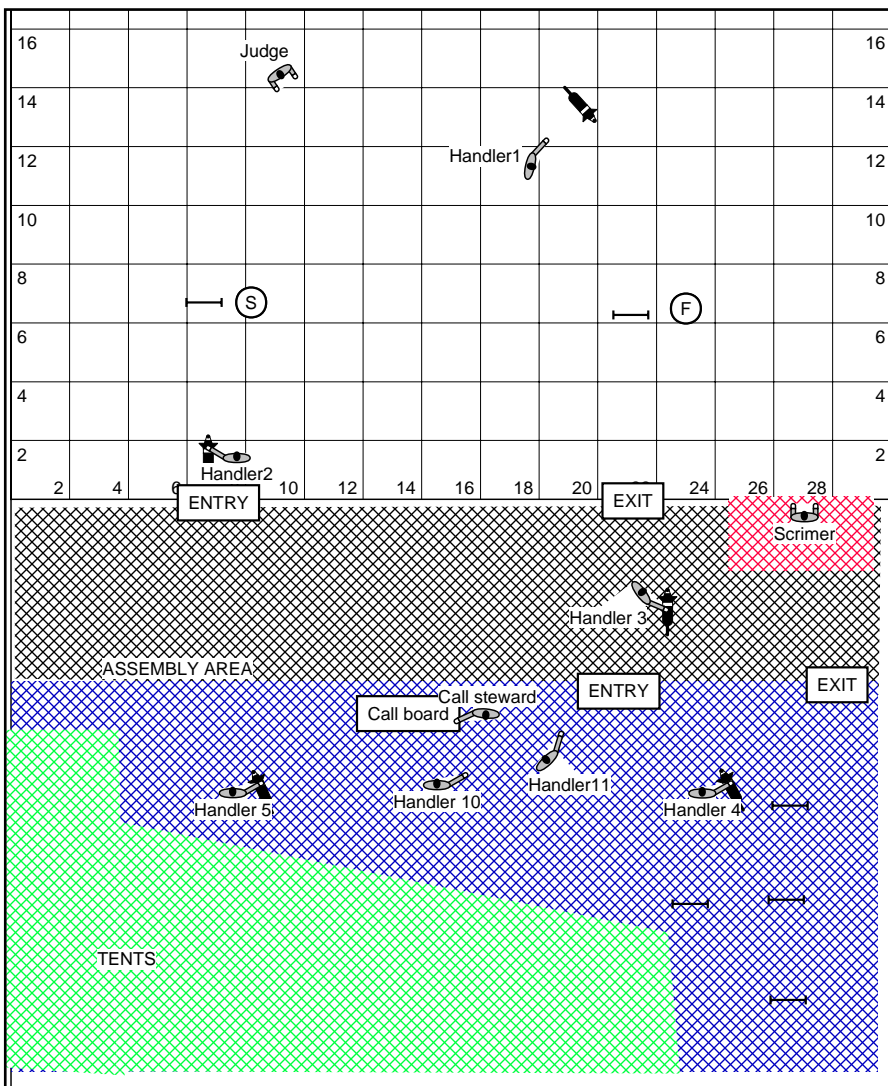 16 16
Judge
14 14
Handler1
12 12
10 10
8 8
S F
6 6
4 4
2 2
Handler2
2 4 6 10 12 14 16 18 20 24 26 28
ENTRY EXIT
Scrimer
Handler 3
ASSEMBLY AREA
ENTRY EXIT
Call steward
Call board
Handler11
Handler 5 Handler 10 Handler 4
TENTS